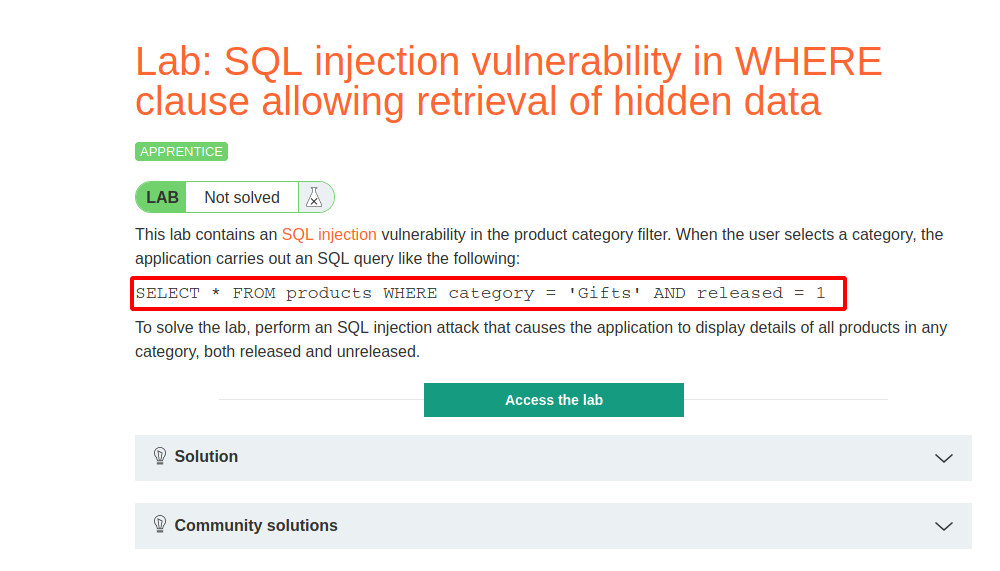 Lab: SQL injection vulnerability in WHERE
clause allowing retrieval of hidden data
APPRENTICE
LAB Not solved
This lab contains an SQL injection vulnerability in the product category filter. When the user selects a category, the
application carries out an SQL query like the following:
SELECT * FROM products WHERE category = 'Gifts' AND released = 1
To solve the lab, perform an SQL injection attack that causes the application to display details of all products in any
category, both released and unreleased.
Access the lab
Solution
Community solutions